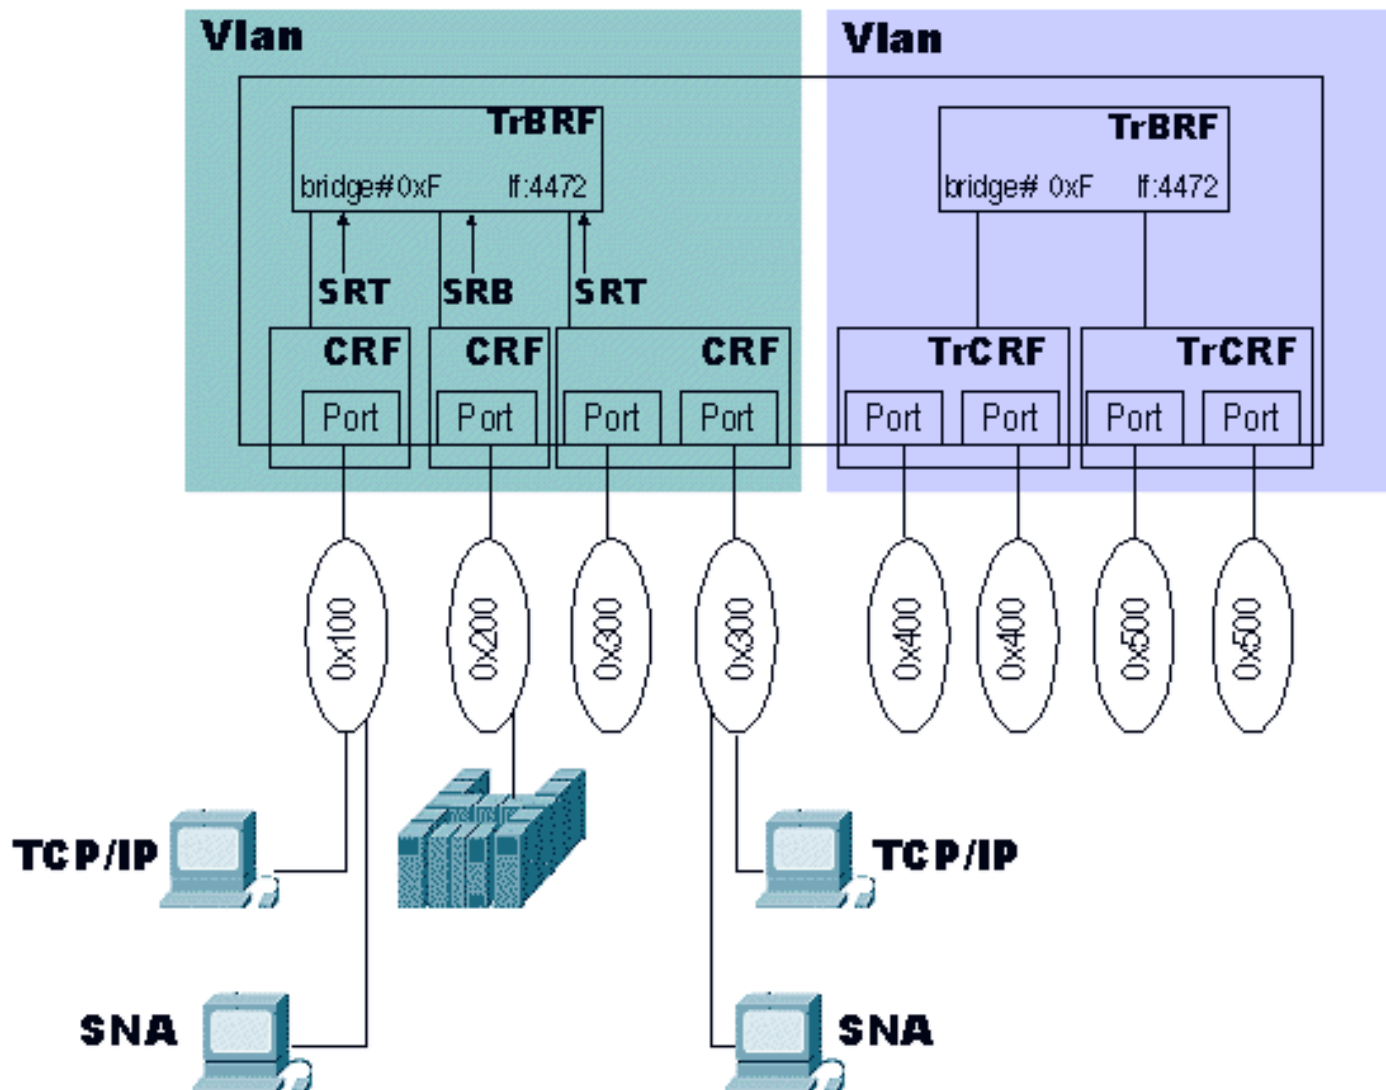 Vlan
Vlan
TrBRF
TrBRF
bridge# 0xF lf:4472
bridge# 0xF lf:4472
SRT SRB SRT
CRF CRF CRF TrCRF TrCRF
Port Port Port Port Port Port Port Port
0x100 0x200 0x300 0x300 0x400 0x400 0x500 0x500
TCP/IP
TCP/IP
SNA
SNA